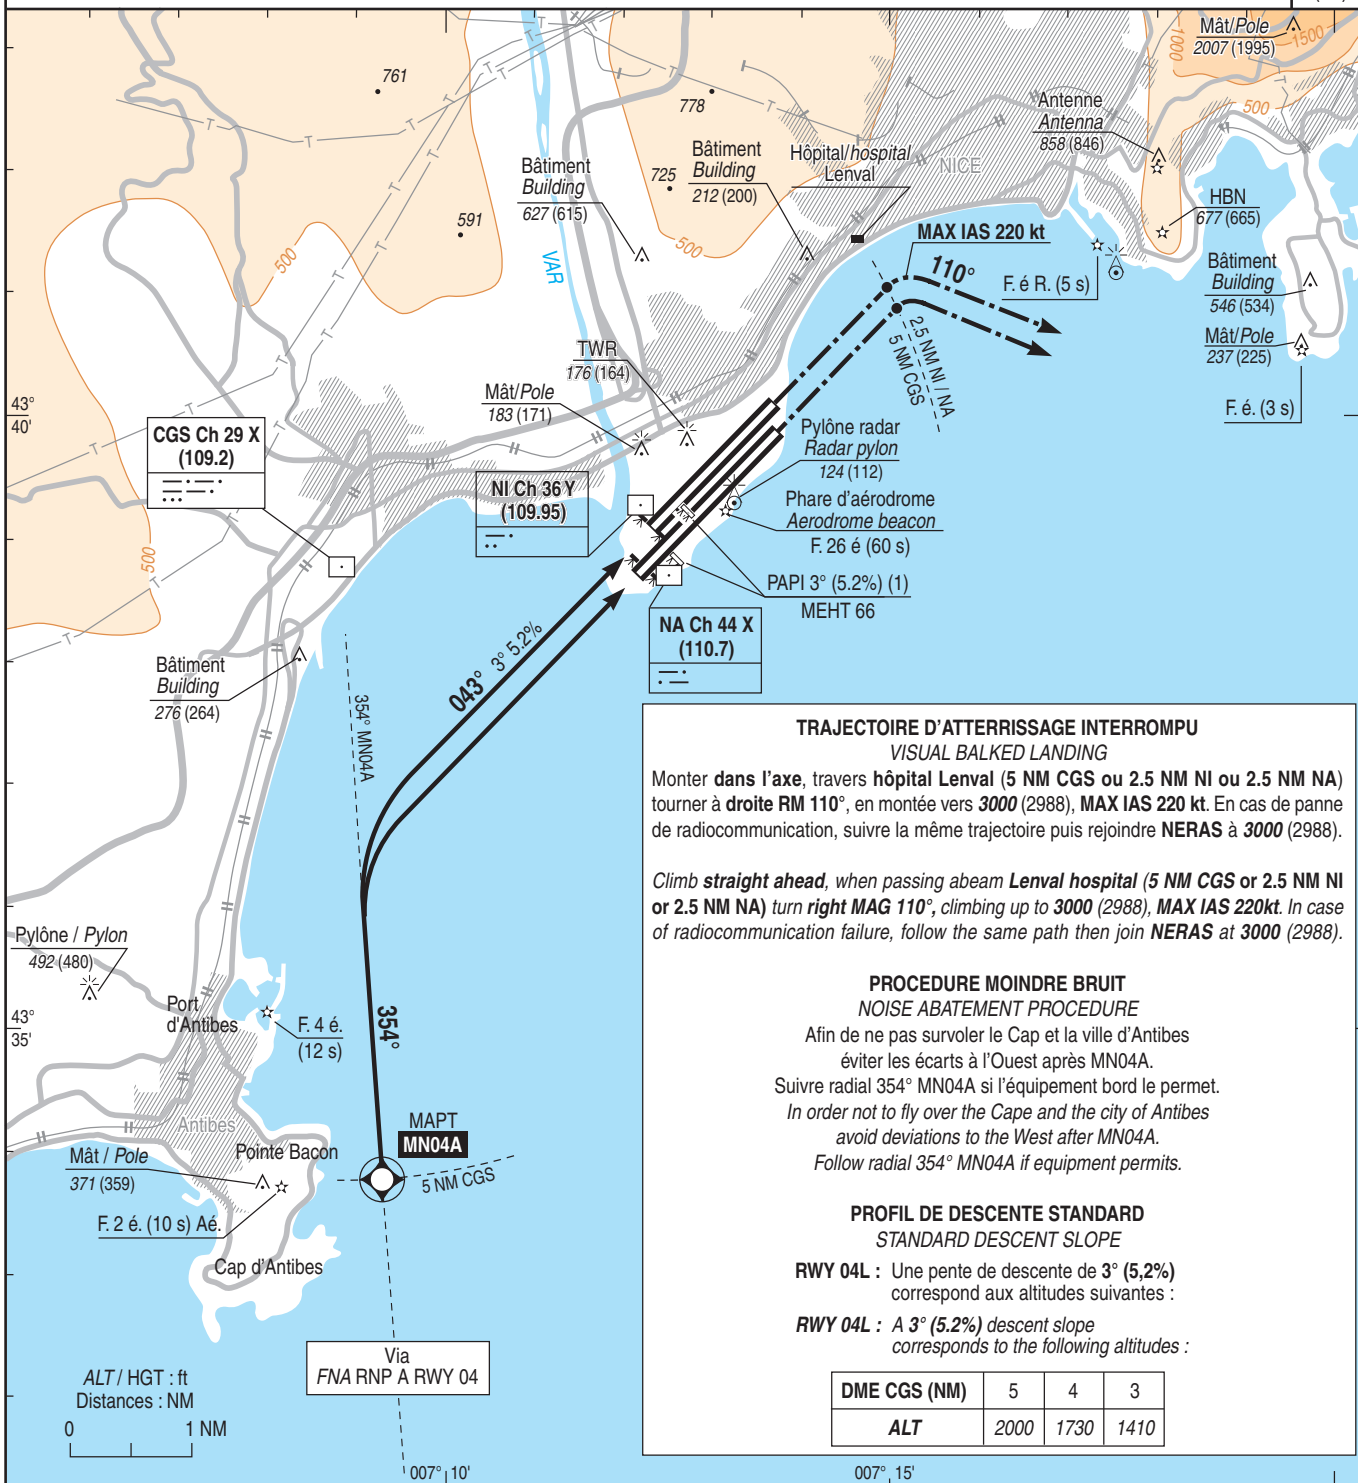 Mât/Pole
2007 (1995)
1000
1500
500
761
778
Antenne
Antenna
858 (846)
Bâtiment
Building
627 (615)
725
Bâtiment
Building
212 (200)
Hôpital/hospital
Lenval
NICE
HBN
677 (665)
591
500
500
VAR
MAX IAS 220 kt
110°
F. é R. (5 s)
Bâtiment
Building
546 (534)
2.5 NM NI / NA
5 NM CGS
TWR
176 (164)
Mât/Pole
237 (225)
Mât/Pole
183 (171)
F. é. (3 s)
43°
40'
CGS Ch 29 X
(109.2)
Pylône radar
Radar pylon
124 (112)
NI Ch 36 Y
(109.95)
Phare d'aérodrome
Aerodrome beacon
F. 26 é (60 s)
500
PAPI 3° (5.2%) (1)
MEHT 66
NA Ch 44 X
(110.7)
043°
3° 5.2%
Bâtiment
Building
276 (264)
354° MN04A
TRAJECTOIRE D'ATTERRISSAGE INTERROMPU
VISUAL BALKED LANDING
Monter dans l'axe, travers hôpital Lenval (5 NM CGS ou 2.5 NM NI ou 2.5 NM NA)
tourner à droite RM 110°, en montée vers 3000 (2988), MAX IAS 220 kt. En cas de panne
de radiocommunication, suivre la même trajectoire puis rejoindre NERAS à 3000 (2988).
Climb straight ahead, when passing abeam Lenval hospital (5 NM CGS or 2.5 NM NI
or 2.5 NM NA) turn right MAG 110°, climbing up to 3000 (2988), MAX IAS 220kt. In case
of radiocommunication failure, follow the same path then join NERAS at 3000 (2988).
Pylône / Pylon
492 (480)
Port
d'Antibes
F. 4 é.
(12 s)
43°
35'
354°
PROCEDURE MOINDRE BRUIT
NOISE ABATEMENT PROCEDURE
Afin de ne pas survoler le Cap et la ville d'Antibes
éviter les écarts à l'Ouest après MN04A.
Suivre radial 354° MN04A si l'équipement bord le permet.
In order not to fly over the Cape and the city of Antibes
avoid deviations to the West after MN04A.
Follow radial 354° MN04A if equipment permits.
Antibes
MAPT
MN04A
Pointe Bacon
Mât / Pole
371 (359)
5 NM CGS
F. 2 é. (10 s) Aé.
Cap d'Antibes
PROFIL DE DESCENTE STANDARD
STANDARD DESCENT SLOPE
RWY 04L : Une pente de descente de 3° (5,2%)
correspond aux altitudes suivantes :
RWY 04L : A 3° (5.2%) descent slope
corresponds to the following altitudes :
Via
FNA RNP A RWY 04
ALT / HGT : ft
Distances : NM
0 1 NM
DME CGS (NM) 5 4 3
ALT 2000 1730 1410
007° 10'
007° 15'